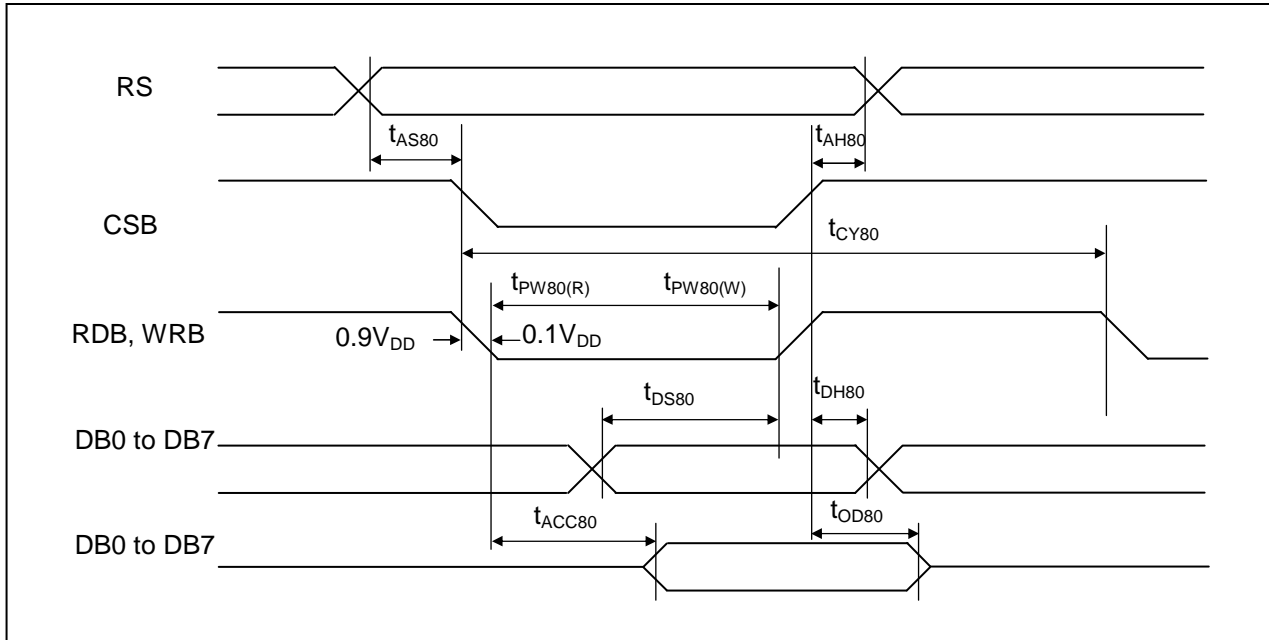 RS
tAS80
tAH80
CSB
tCY80
tPW80(R)
tPW80(W)
RDB, WRB
0.9VDD
0.1VDD
tDS80
tDH80
DB0 to DB7
tACC80
tOD80
DB0 to DB7